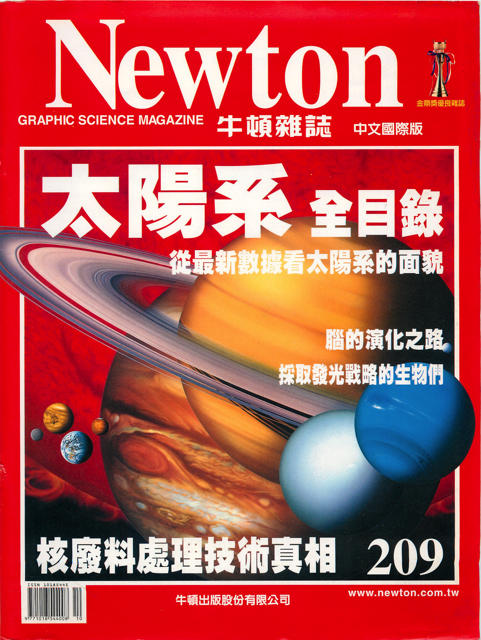 Newton
金鼎獎優良雜誌
GRAPHIC SCIENCE MAGAZINE 牛頓雜誌 中文國際版
太陽系 全目錄
從最新數據看太陽系的面貌
腦的演化之路
採取發光戰略的生物們
核廢料處理技術真相 209
www.newton.com.tw
牛頓出版股份有限公司